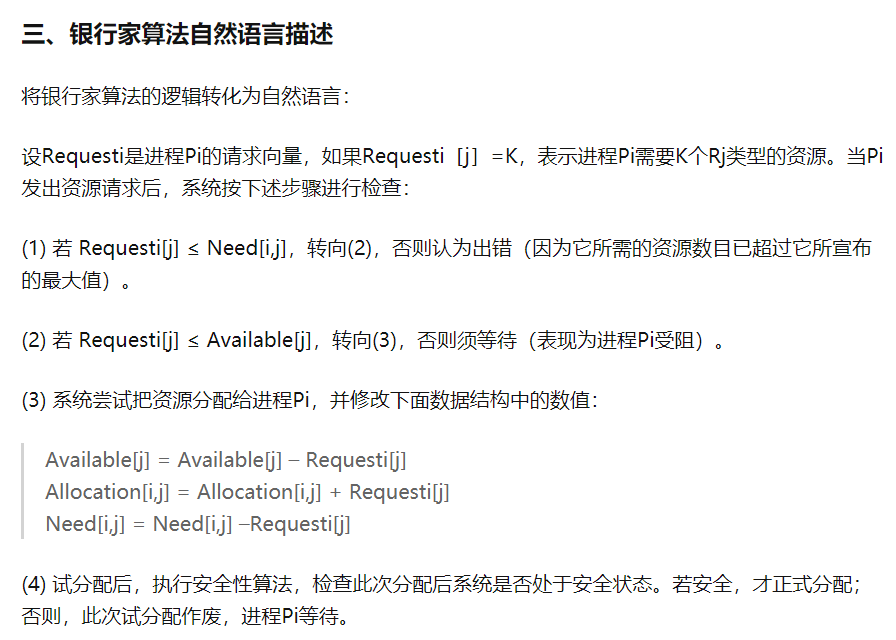 三、银行家算法自然语言描述
将银行家算法的逻辑转化为自然语言：
设Requesti是进程Pi的请求向量，如果Requesti［j］=K，表示进程Pi需要K个Rj类型的资源。当Pi
发出资源请求后，系统按下述步骤进行检查：
(1) 若 Requesti[j] ≤ Need[i,j]，转向(2)，否则认为出错（因为它所需的资源数目已超过它所宣布
的最大值）。
(2) 若 Requesti[j] ≤ Available[j]，转向(3)，否则须等待（表现为进程Pi受阻）。
(3) 系统尝试把资源分配给进程Pi，并修改下面数据结构中的数值：
Available[j] = Available[j] – Requesti[j]
Allocation[i,j] = Allocation[i,j] + Requesti[j]
Need[i,j] = Need[i,j] –Requesti[j]
(4) 试分配后，执行安全性算法，检查此次分配后系统是否处于安全状态。若安全，才正式分配；
否则，此次试分配作废，进程Pi等待。